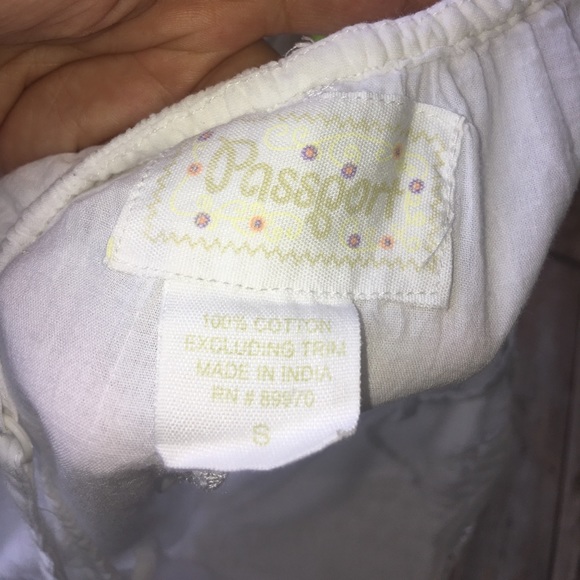 Passport
100% COTTON
EXCLUDING TRIM
MADE IN INDIA
RN # 89970
S